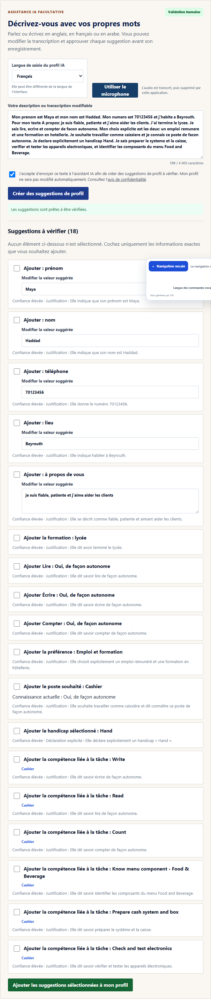 ASSISTANCE IA FACULTATIVE
Validation humaine
Décrivez-vous avec vos propres mots
Parlez ou écrivez en anglais, en français ou en arabe. Vous pouvez
modifier la transcription et approuver chaque suggestion avant son
enregistrement.
Langue de saisie du profil IA
Français
Elle peut être différente de la langue de
l'interface.
Utiliser le
microphone
L'audio est transcrit, puis supprimé par
cette application.
Votre description ou transcription modifiable
Mon prenom est Maya et mon nom est Haddad. Mon numero est 70123456 et j'habite a Beyrouth.
Pour mon texte A propos: je suis fiable, patiente et j'aime aider les clients. J'ai termine le lycee. Je
sais lire, ecrire et compter de facon autonome. Mon choix explicite est les deux: un emploi remunere
et une formation en hotellerie. Je souhaite travailler comme caissiere et je connais ce poste de facon
autonome. Je declare explicitement un handicap Hand. Je sais preparer le systeme et la caisse,
verifier et tester les appareils electroniques, et identifier les composants du menu Food and
Beverage.
598 / 4 000 caractères
J'accepte d'envoyer ce texte à l'assistant IA afin de créer des suggestions de profil à vérifier. Mon profil
ne sera pas modifié automatiquement. Consultez l'avis de confidentialité.
Créer des suggestions de profil
Les suggestions sont prêtes à être vérifiées.
Suggestions à vérifier (18)
Aucun élément ci-dessous n'est sélectionné. Cochez uniquement les informations exactes
que vous souhaitez ajouter.
Ajouter : prénom
Navigation vocale
La navigation v
Modifier la valeur suggérée
Maya
Langue des commandes voca
Voix générée par l'IA
Confiance élevée · Justification : Elle indique que son prénom est Maya.
Ajouter : nom
Modifier la valeur suggérée
Haddad
Confiance élevée · Justification : Elle indique que son nom est Haddad.
Ajouter : téléphone
Modifier la valeur suggérée
70123456
Confiance élevée · Justification : Elle donne le numéro 70123456.
Ajouter : lieu
Modifier la valeur suggérée
Beyrouth
Confiance élevée · Justification : Elle indique habiter à Beyrouth.
Ajouter : à propos de vous
Modifier la valeur suggérée
je suis fiable, patiente et j'aime aider les clients
Confiance élevée · Justification : Elle se décrit comme fiable, patiente et aimant aider les clients.
Ajouter la formation : lycée
Confiance élevée · Justification : Elle dit avoir terminé le lycée.
Ajouter Lire : Oui, de façon autonome
Confiance élevée · Justification : Elle dit savoir lire de façon autonome.
Ajouter Écrire : Oui, de façon autonome
Confiance élevée · Justification : Elle dit savoir écrire de façon autonome.
Ajouter Compter : Oui, de façon autonome
Confiance élevée · Justification : Elle dit savoir compter de façon autonome.
Ajouter la préférence : Emploi et formation
Confiance élevée · Justification : Elle choisit explicitement un emploi rémunéré et une formation en
hôtellerie.
Ajouter le poste souhaité : Cashier
Connaissance actuelle : Oui, de façon autonome
Confiance élevée · Justification : Elle souhaite travailler comme caissière et dit connaître ce poste de
façon autonome.
Ajouter le handicap sélectionné : Hand
Confiance élevée · Déclaration explicite : Elle déclare explicitement un handicap « Hand ».
Ajouter la compétence liée à la tâche : Write
Cashier
Confiance élevée · Justification : Elle dit savoir écrire de façon autonome.
Ajouter la compétence liée à la tâche : Read
Cashier
Confiance élevée · Justification : Elle dit savoir lire de façon autonome.
Ajouter la compétence liée à la tâche : Count
Cashier
Confiance élevée · Justification : Elle dit savoir compter de façon autonome.
Ajouter la compétence liée à la tâche : Know menu component - Food &
Beverage
Cashier
Confiance élevée · Justification : Elle dit savoir identifier les composants du menu Food and Beverage.
Ajouter la compétence liée à la tâche : Prepare cash system and box
Cashier
Confiance élevée · Justification : Elle dit savoir préparer le système et la caisse.
Ajouter la compétence liée à la tâche : Check and test electronics
Cashier
Confiance élevée · Justification : Elle dit savoir vérifier et tester les appareils électroniques.
Ajouter les suggestions sélectionnées à mon profil